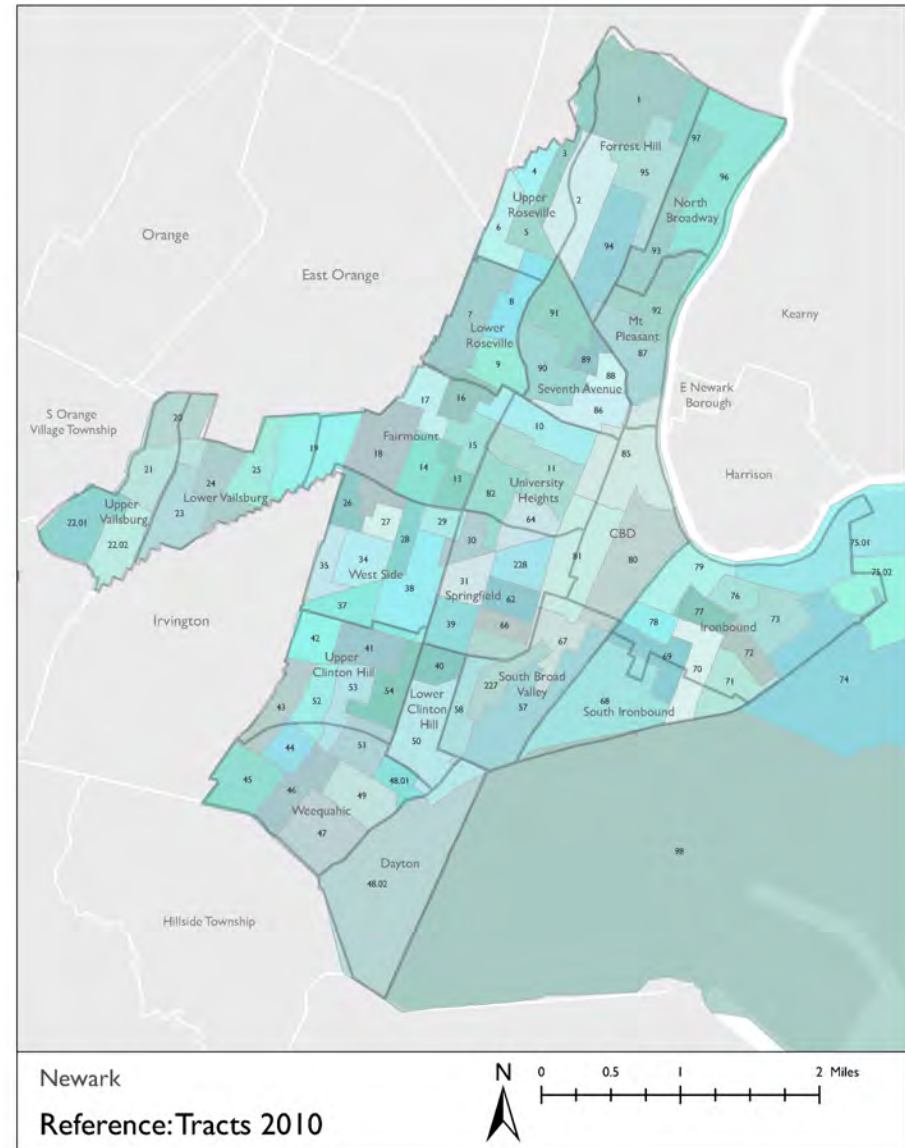 1
97
3
Forrest Hill
4
95
96
2
Upper
Roseville
North
Broadway
6
5
Orange
94
93
East Orange
8
92
7
91
Kearny
Lower
Roseville
Mt
Pleasant
89
87
9
90
88
E Newark
Borough
Seventh Avenue
17
16
86
20
S Orange
Village Township
10
19
Fairmount
15
85
18
21
11
14
Harrison
25
13
24
University
Heights
82
Lower Vailsburg
Upper
Vailsburg
23
26
64
22.01
27
29
CBD
75.01
22.02
28
30
81
80
34
228
79
75.02
35
West Side
31
76
38
Springfield
62
77
73
37
Irvington
39
66
78
Ironbound
42
67
69
72
41
Upper
Clinton Hill
40
70
53
South Broad
Valley
71
74
54
Lower
Clinton
Hill
227
52
68
43
58
57
South Ironbound
50
51
44
45
48.01
46
49
Weequahic
47
98
Dayton
48.02
Hillside Township
Newark
N
0 0.5 1 2 Miles
Reference: Tracts 2010